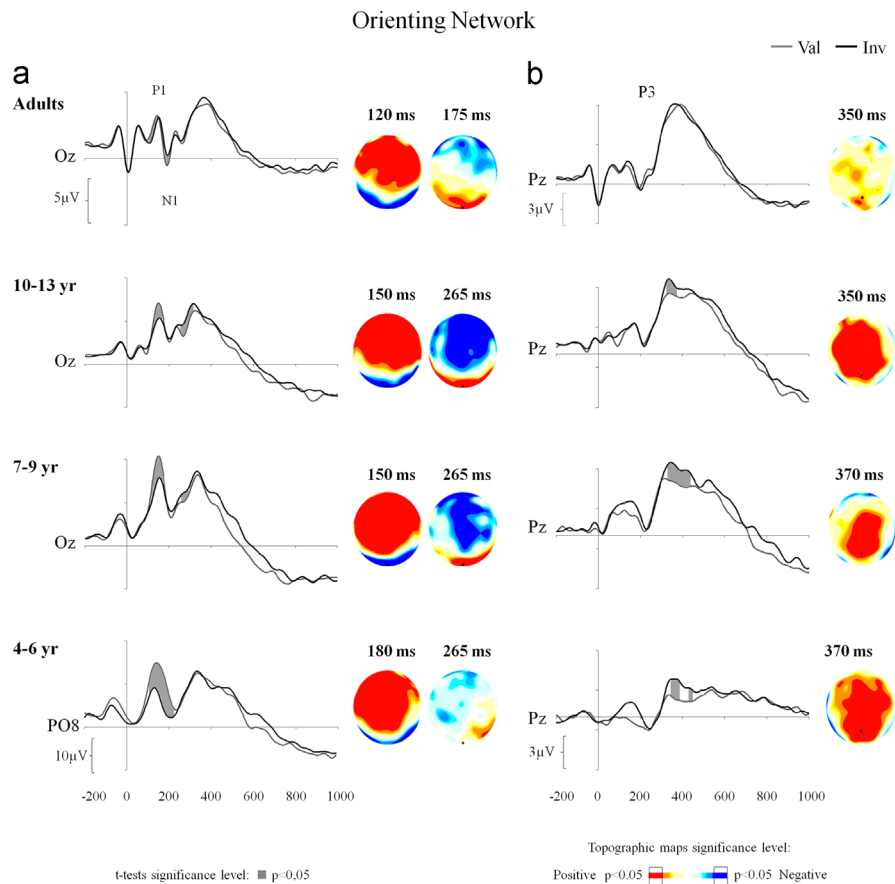 Orienting Network
Val Inv
a
b
Adults
P1
120 ms 175 ms
P3
350 ms
Oz
5µV
N1
Pz
3µV
10-13 yr
150 ms 265 ms
350 ms
Oz
Pz
7-9 yr
150 ms 265 ms
370 ms
Oz
Pz
4-6 yr
180 ms 265 ms
370 ms
PO8
10µV
Pz
3µV
-200 0 200 400 600 800 1000
-200 0 200 400 600 800 1000
Topographic maps significance level:
t-tests significance level: p<0,05
Positive p<0.05 p<0.05 Negative